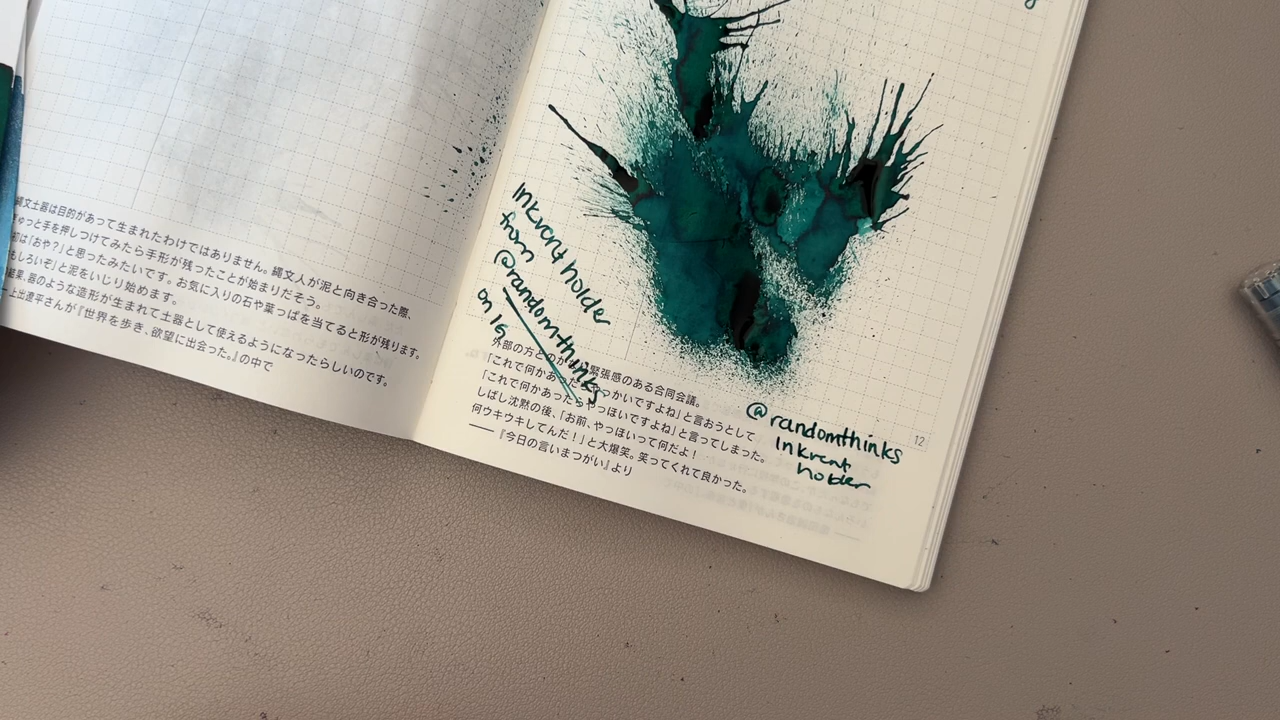 縄文土器は目的があって生まれたわけではありません。縄文人が泥と向き合った際、
ぎゅっと手を押しつけてみたら手形が残ったことが始まりだそう。
初は「おや？」と思ったみたいです。お気に入りの石や葉っぱを当てると形が残ります。
もしろいぞ」と泥をいじり始めます。
結果、器のような造形が生まれて土器として使えるようになったらしいのです。
上出遼平さんが『世界を歩き、欲望に出会った。』の中で
Inkvent holder
from
@randomthinks
on IG
外部の方との 緊張感のある合同会議。
「これで何かあったらやっかいですよね」と言おうとして
「これで何かあったらやっほいですよね」と言ってしまった。
しばし沈黙の後、「お前、やっほいって何だよ！
何ウキウキしてんだ！」と大爆笑。笑ってくれて良かった。
── 『今日の言いまつがい』より
12
@randomthinks
Inkvent
holder